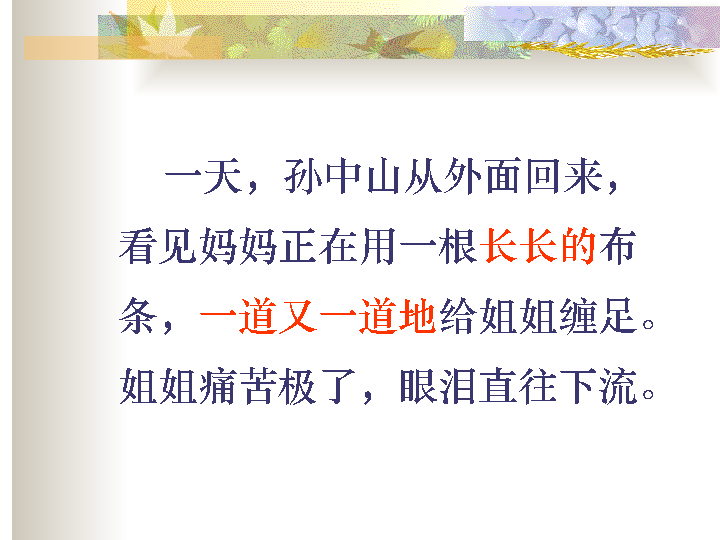 一天，孙中山从外面回来，
看见妈妈正在用一根长长的布
条，一道又一道地给姐姐缠足。
姐姐痛苦极了，眼泪直往下流。